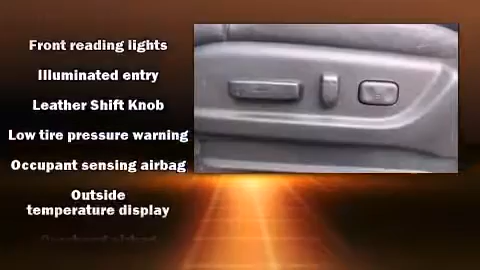 Front reading lights
Illuminated entry
Leather Shift Knob
Low tire pressure warning
Occupant sensing airbag
Outside
temperature display